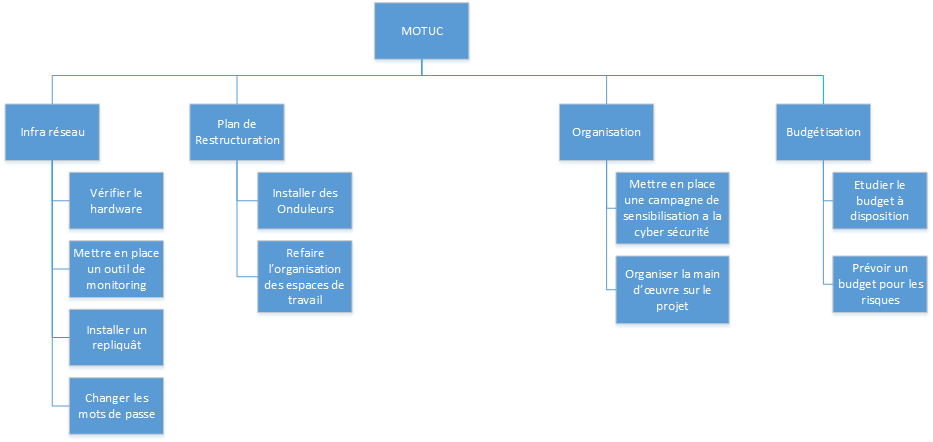 MOTUC
Infra réseau
Vérifier le
hardware
Mettre en place
un outil de
monitoring
Installer un
repliquât
Changer les
mots de passe
Plan de
Restructuration
Installer des
Onduleurs
Refaire
l’organisation
des espaces de
travail
Organisation
Mettre en place
une campagne de
sensibilisation a la
cyber sécurité
Organiser la main
d’œuvre sur le
projet
Budgétisation
Etudier le
budget à
disposition
Prévoir un
budget pour les
risques